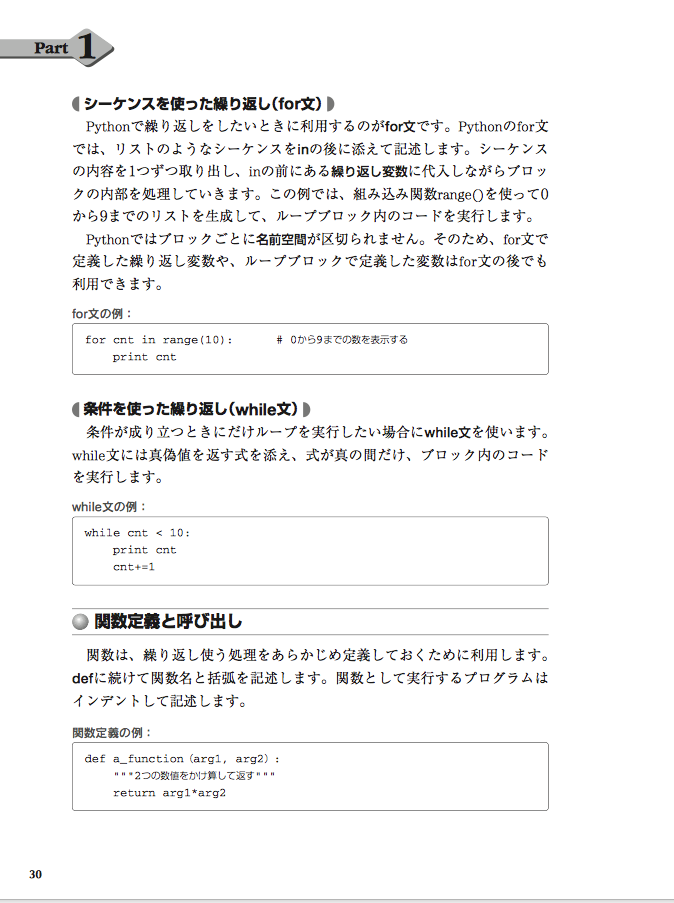 Part 1
シーケンスを使った繰り返し(for文)
Pythonで繰り返しをしたいときに利用するのがfor文です。Pythonのfor文
では、リストのようなシーケンスをinの後に添えて記述します。シーケンス
の内容を1つずつ取り出し、inの前にある繰り返し変数に代入しながらブロッ
クの内部を処理していきます。この例では、組み込み関数range()を使って0
から9までのリストを生成して、ループブロック内のコードを実行します。
Pythonではブロックごとに名前空間が区切られません。そのため、for文で
定義した繰り返し変数や、ループブロックで定義した変数はfor文の後でも
利用できます。
for文の例：
for cnt in range(10):      # 0から9までの数を表示する
    print cnt
条件を使った繰り返し(while文)
条件が成り立つときにだけループを実行したい場合にwhile文を使います。
while文には真偽値を返す式を添え、式が真の間だけ、ブロック内のコード
を実行します。
while文の例：
while cnt < 10:
    print cnt
    cnt+=1
関数定義と呼び出し
関数は、繰り返し使う処理をあらかじめ定義しておくために利用します。
defに続けて関数名と括弧を記述します。関数として実行するプログラムは
インデントして記述します。
関数定義の例：
def a_function(arg1, arg2):
    """2つの数値をかけ算して返す"""
    return arg1*arg2
30